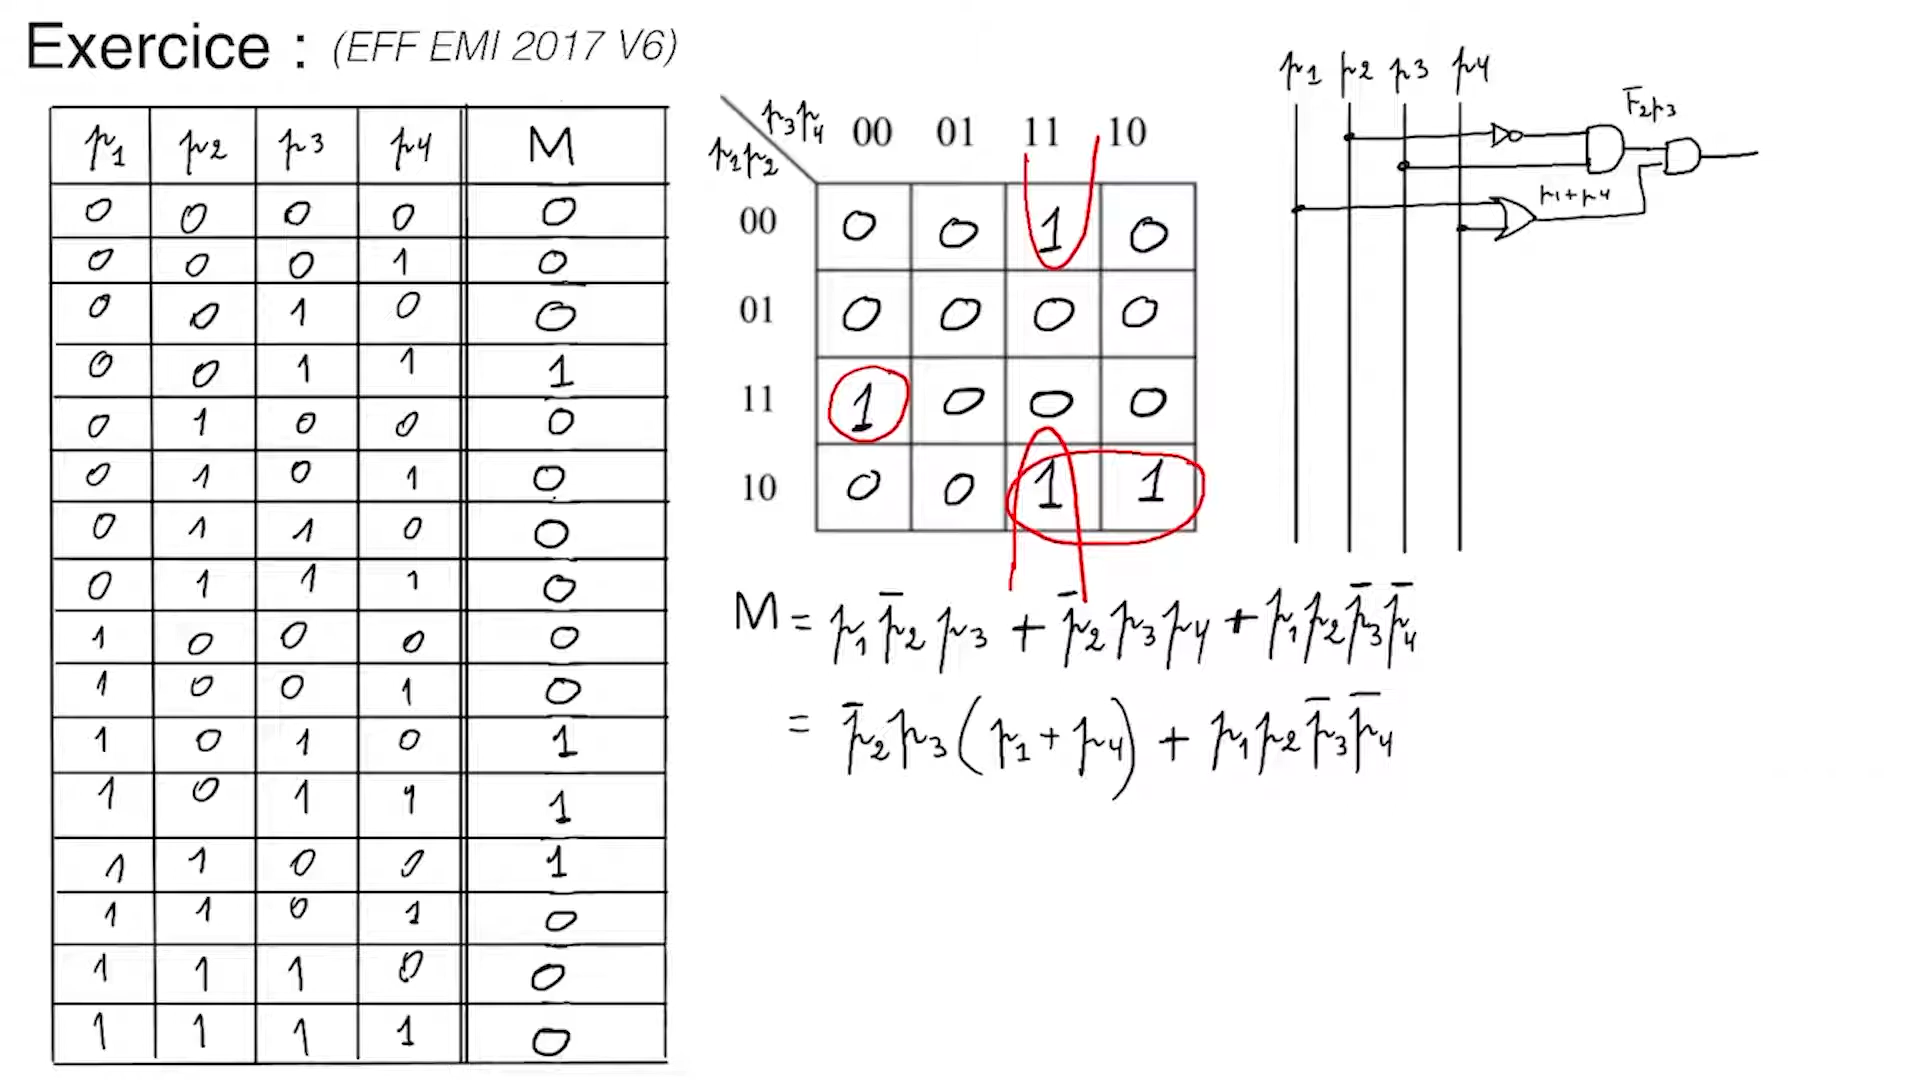 Exercice : (EFF EMI 2017 V6)
p1 p2 p3 p4 M
0 0 0 0 0
0 0 0 1 0
0 0 1 0 0
0 0 1 1 1
0 1 0 0 0
0 1 0 1 0
0 1 1 0 0
0 1 1 1 0
1 0 0 0 0
1 0 0 1 0
1 0 1 0 1
1 0 1 1 1
1 1 0 0 1
1 1 0 1 0
1 1 1 0 0
1 1 1 1 0
p3p4 00 01 11 10
p1p2
00 0 0 1 0
01 0 0 0 0
11 1 0 0 0
10 0 0 1 1
M = p1p̄2p3 + p̄2p3p4 + p1p2p̄3p̄4
= p̄2p3(p1+p4) + p1p2p̄3p̄4
p1 p2 p3 p4
p̄2p3
p1+p4